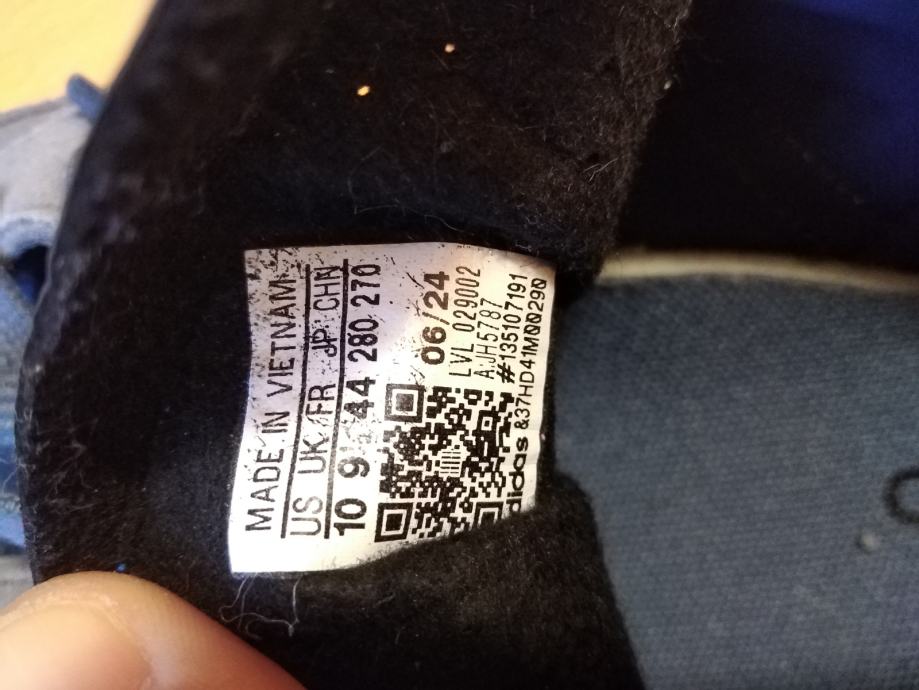 MADE IN VIETNAM
US UK FR JP CHN
10 9 44 280 270
06/24
LVL 029002
AJH5787
#135107191
adidas &37HD41M00290